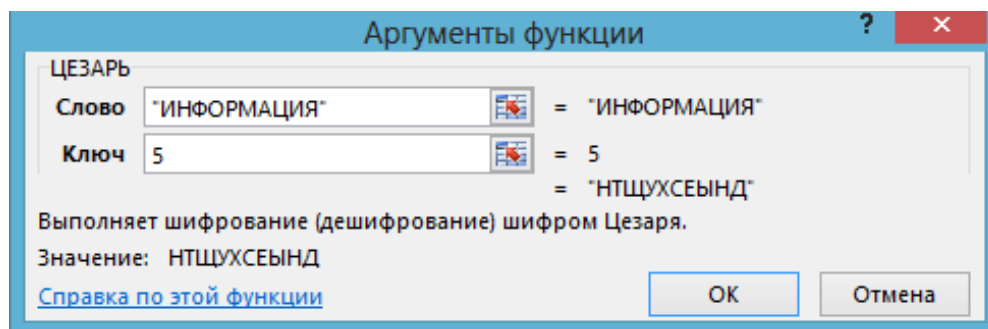 Аргументы функции ?
ЦЕЗАРЬ
Слово "ИНФОРМАЦИЯ" = "ИНФОРМАЦИЯ"
Ключ 5 = 5
= "НТЩУХСЕЫНД"
Выполняет шифрование (дешифрование) шифром Цезаря.
Значение: НТЩУХСЕЫНД
Справка по этой функции ОК Отмена